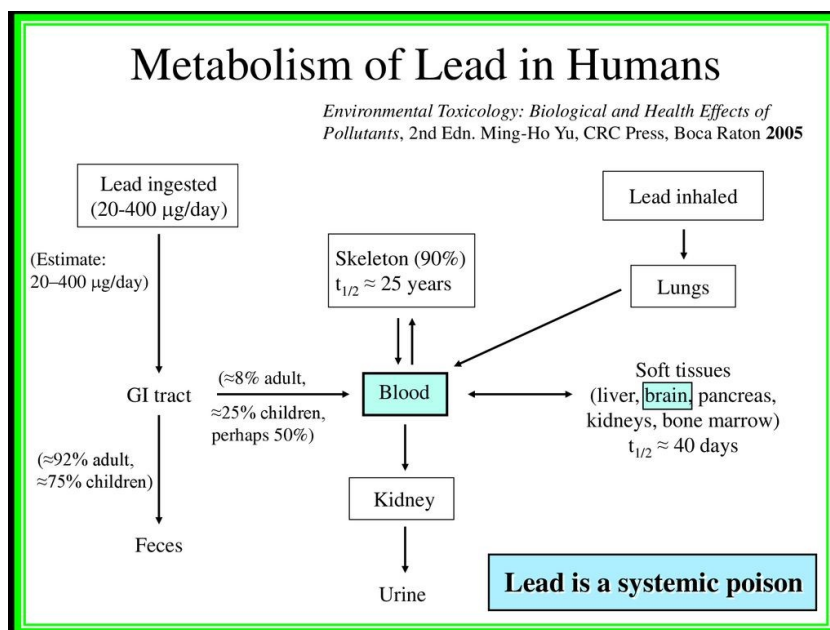 Metabolism of Lead in Humans
Environmental Toxicology: Biological and Health Effects of
Pollutants, 2nd Edn. Ming-Ho Yu, CRC Press, Boca Raton 2005
Lead ingested
(20-400 μg/day)
(Estimate:
20–400 μg/day)
GI tract
(≈92% adult,
≈75% children)
Feces
(≈8% adult,
≈25% children,
perhaps 50%)
Skeleton (90%)
t1/2 ≈ 25 years
Blood
Kidney
Urine
Lead inhaled
Lungs
Soft tissues
(liver, brain, pancreas,
kidneys, bone marrow)
t1/2 ≈ 40 days
Lead is a systemic poison